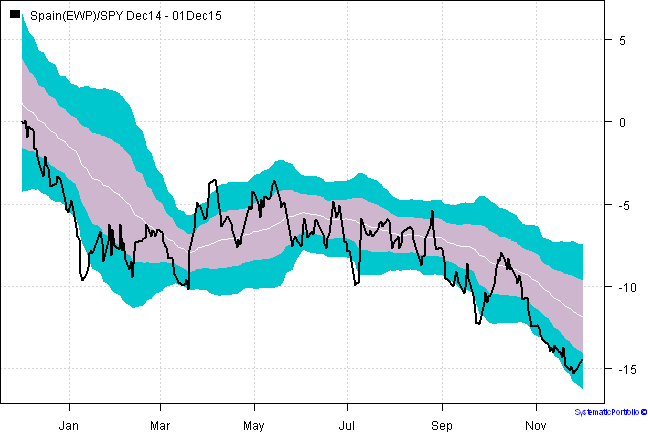 Spain(EWP)/SPY Dec14 - 01Dec15
5
0
-5
-10
-15
Jan Mar May Jul Sep Nov
SystematicPortfolio ©